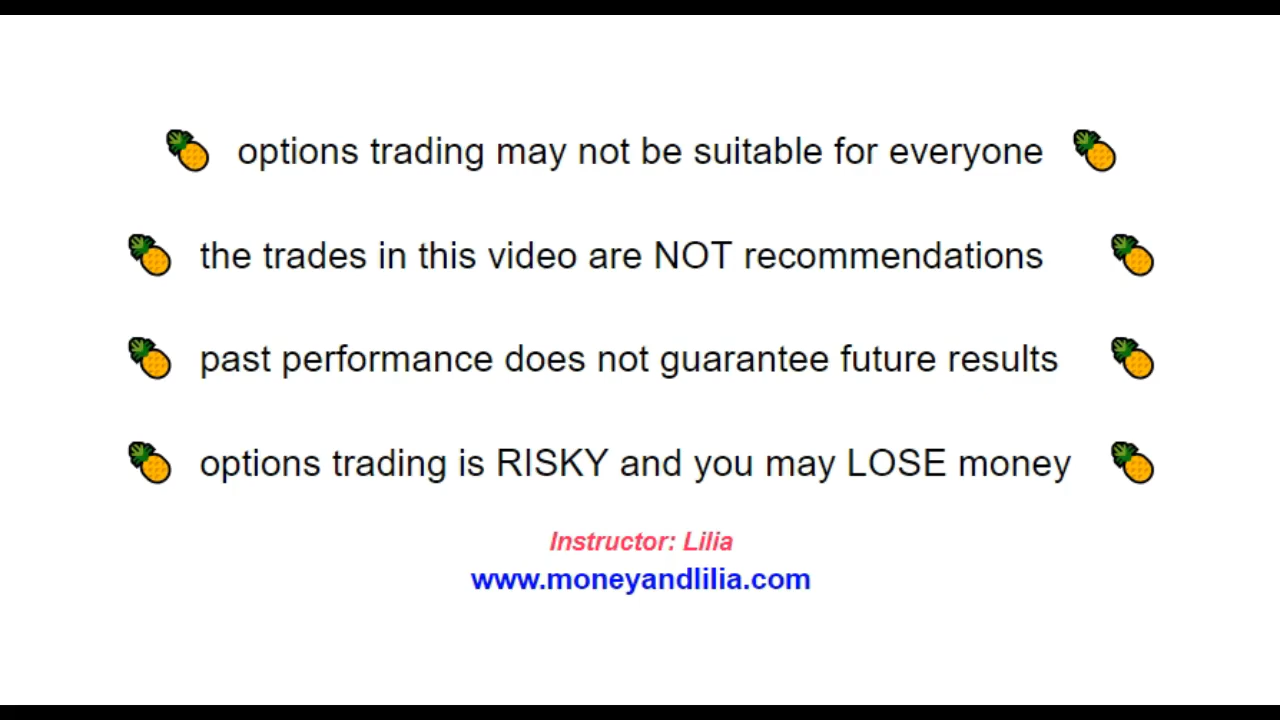 options trading may not be suitable for everyone
the trades in this video are NOT recommendations
past performance does not guarantee future results
options trading is RISKY and you may LOSE money
Instructor: Lilia
www.moneyandlilia.com